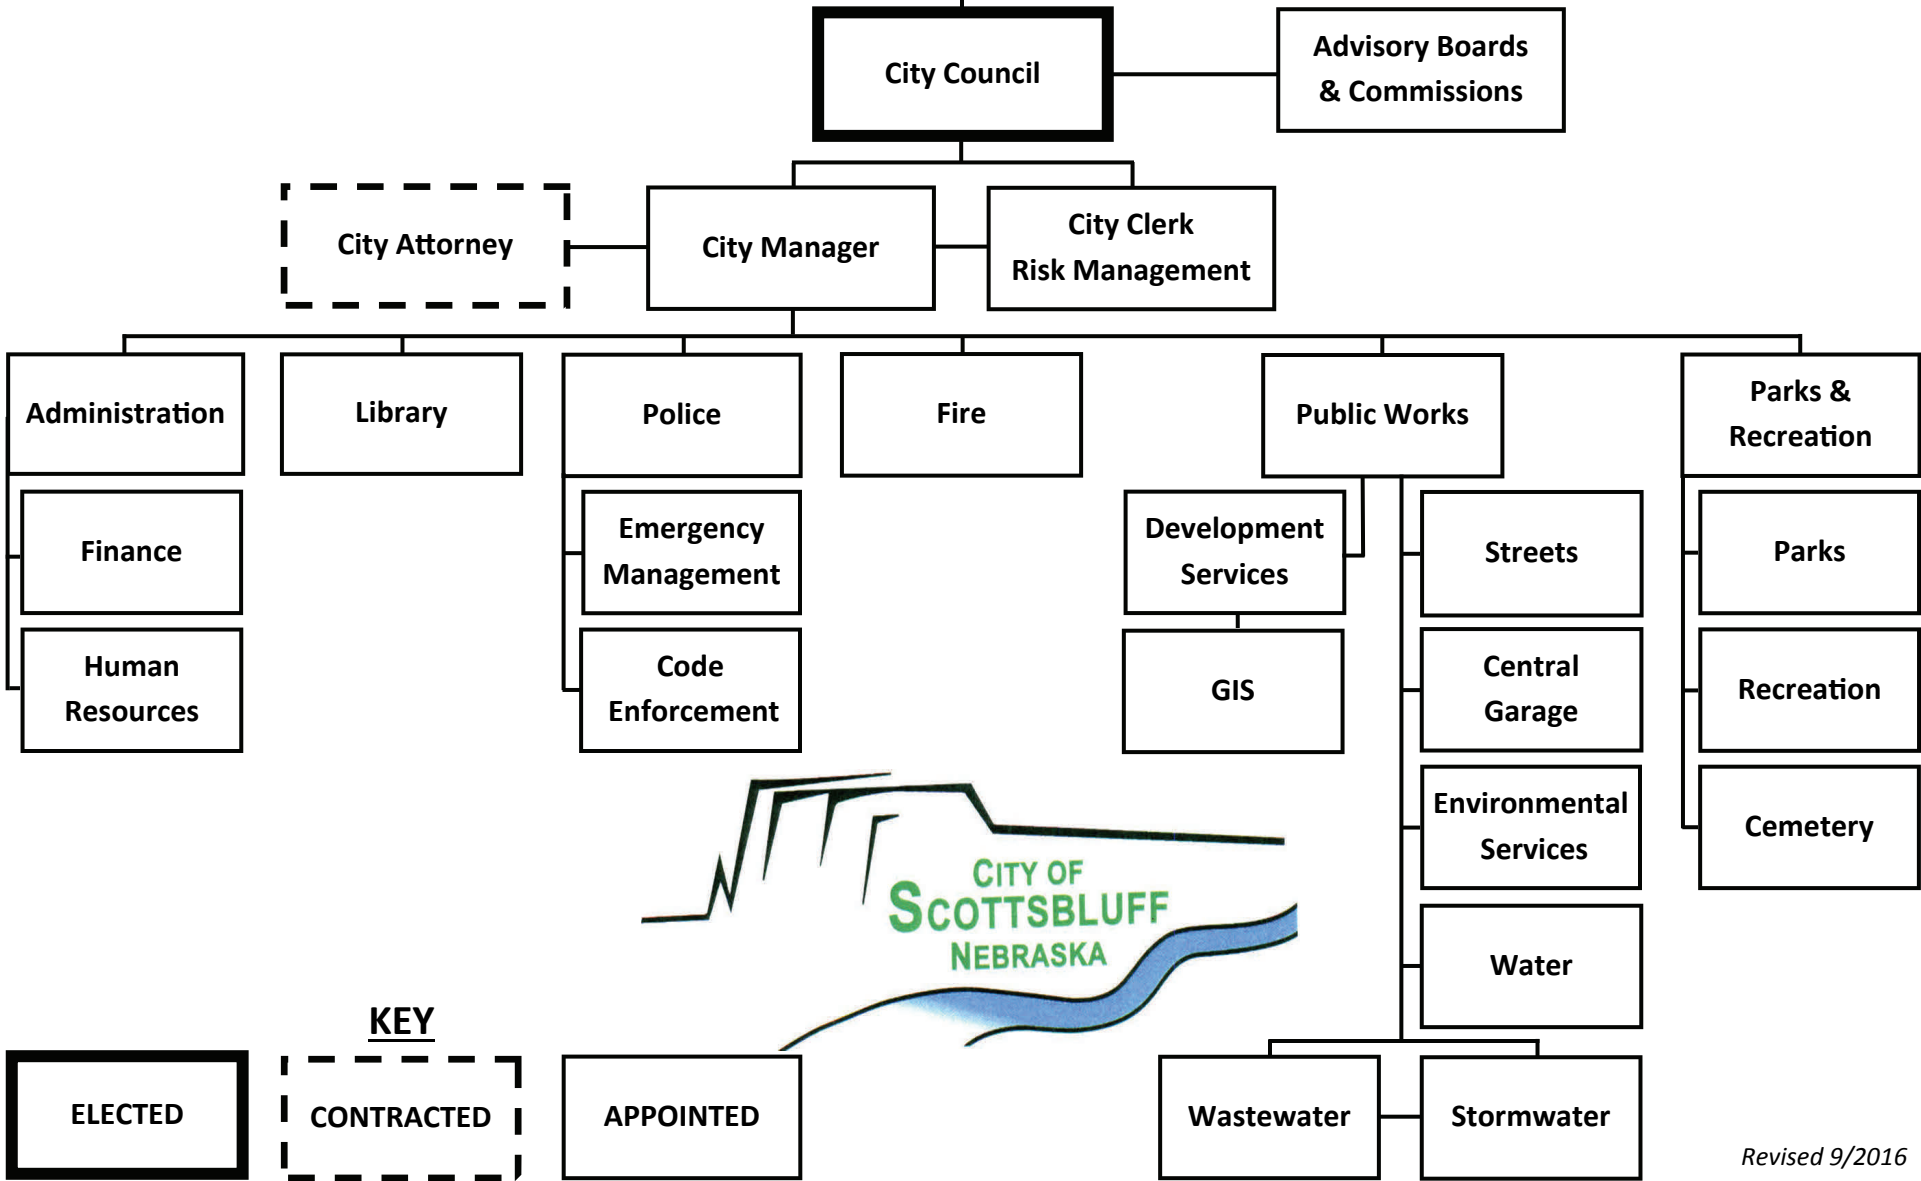 City Council
Advisory Boards
& Commissions
City Attorney
City Manager
City Clerk
Risk Management
Administration
Library
Police
Fire
Public Works
Parks &
Recreation
Finance
Emergency
Management
Development
Services
Streets
Parks
Human
Resources
Code
Enforcement
GIS
Central
Garage
Recreation
Environmental
Services
Cemetery
CITY OF
SCOTTSBLUFF
NEBRASKA
Water
KEY
ELECTED
CONTRACTED
APPOINTED
Wastewater
Stormwater
Revised 9/2016